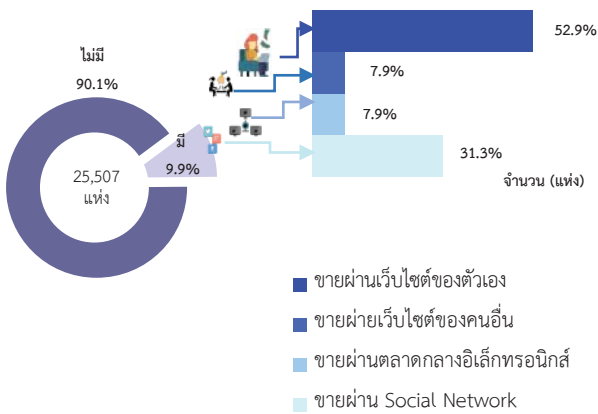 ไม่มี
90.1%
มี
9.9%
25,507
แห่ง
52.9%
7.9%
7.9%
31.3%
จำนวน (แห่ง)
ขายผ่านเว็บไซต์ของตัวเอง
ขายผ่ายเว็บไซต์ของคนอื่น
ขายผ่านตลาดกลางอิเล็กทรอนิกส์
ขายผ่าน Social Network